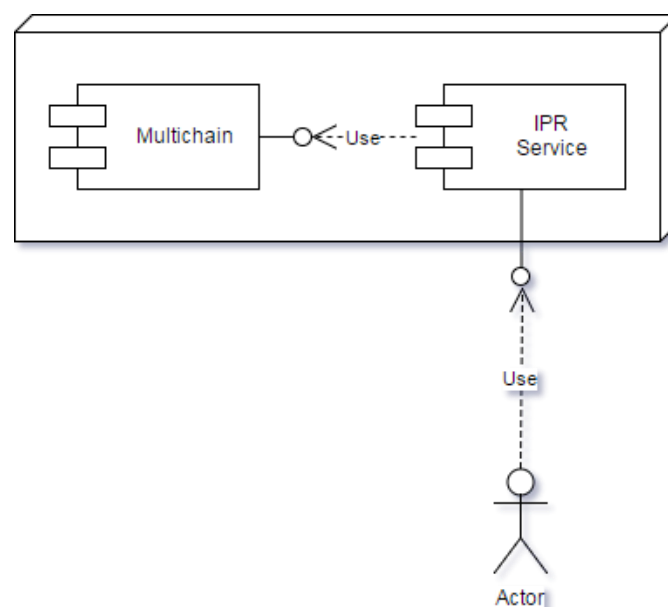 Multichain
Use
IPR
Service
Use
Actor